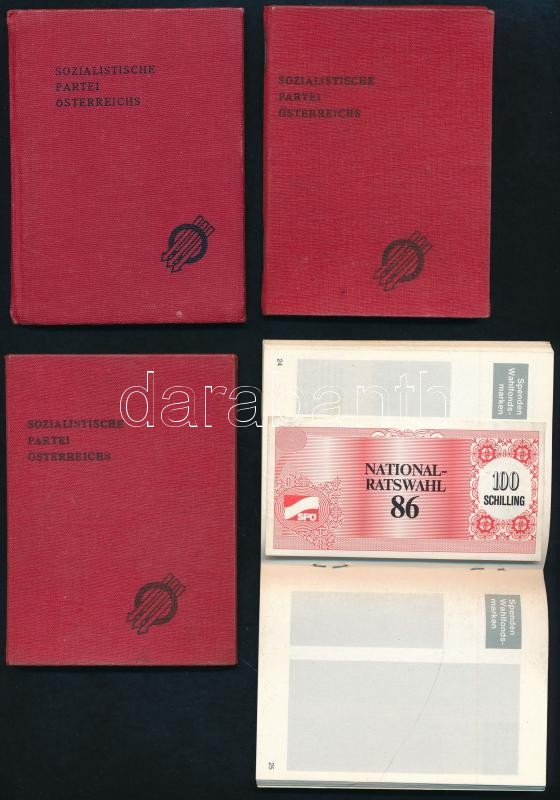 SOZIALISTISCHE
PARTEI
ÖSTERREICHS
SOZIALISTISCHE
PARTEI
ÖSTERREICHS
SOZIALISTISCHE
PARTEI
ÖSTERREICHS
24
Spenden
Wahlfonds-
marken
NATIONAL-
RATSWAHL
86
100
SCHILLING
SPÖ
Spenden
Wahlfonds-
marken
25
darabanth.com